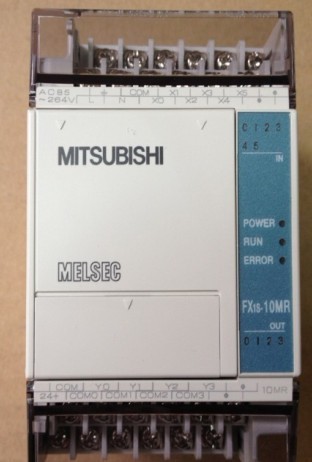 AC85 ⏚ COM X1 X3 X5 •
~264V L N X0 X2 X4 •
0 1 2 3
4 5
IN
MITSUBISHI
POWER
RUN
ERROR
MELSEC
FX1S-10MR
OUT
0 1 2 3
COM Y0 Y1 Y2 Y3 • 10MR
24+ COM0 COM1 COM2 COM3 •